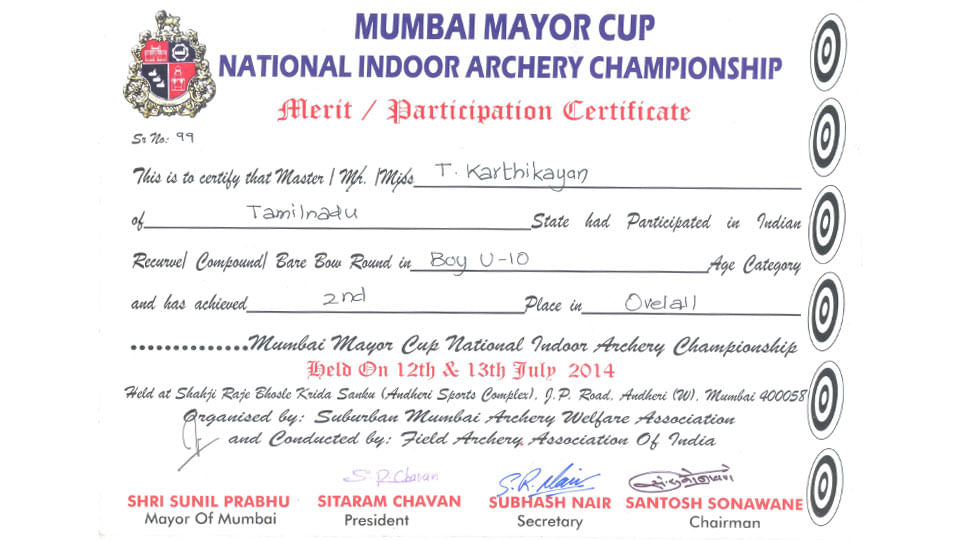 MUMBAI MAYOR CUP
NATIONAL INDOOR ARCHERY CHAMPIONSHIP
Merit / Participation Certificate
Sr No: 99
This is to certify that Master / Mr. / Miss T. Karthikayan
of Tamilnadu State had Participated in Indian
Recurve/ Compound/ Bare Bow Round in Boy U-10 Age Category
and has achieved 2nd Place in Overall
...............Mumbai Mayor Cup National Indoor Archery Championship
Held On 12th & 13th July 2014
Held at Shahji Raje Bhosle Krida Sanku (Andheri Sports Complex), J.P. Road, Andheri (W), Mumbai 400058
Organised by: Suburban Mumbai Archery Welfare Association
and Conducted by: Field Archery Association Of India
S.P. Chavan S.R. Nair
SHRI SUNIL PRABHU SITARAM CHAVAN SUBHASH NAIR SANTOSH SONAWANE
Mayor Of Mumbai President Secretary Chairman